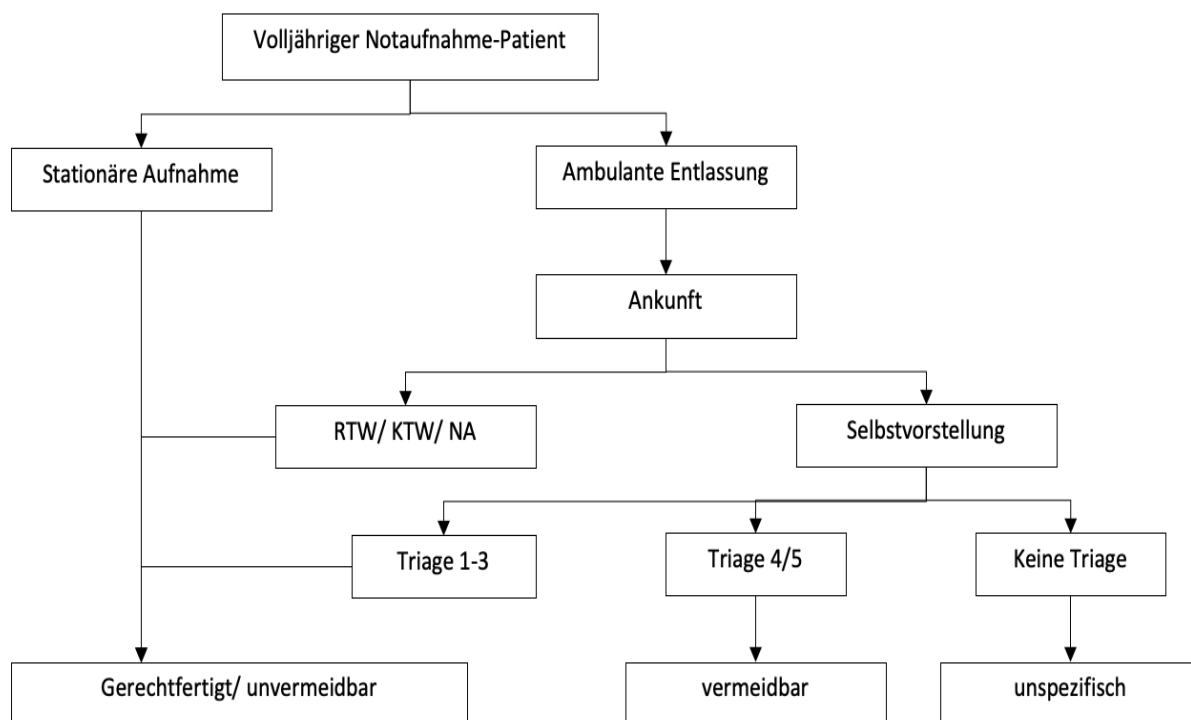 Volljähriger Notaufnahme-Patient
Stationäre Aufnahme
Ambulante Entlassung
Ankunft
RTW/ KTW/ NA
Selbstvorstellung
Triage 1-3
Triage 4/5
Keine Triage
Gerechtfertigt/ unvermeidbar
vermeidbar
unspezifisch